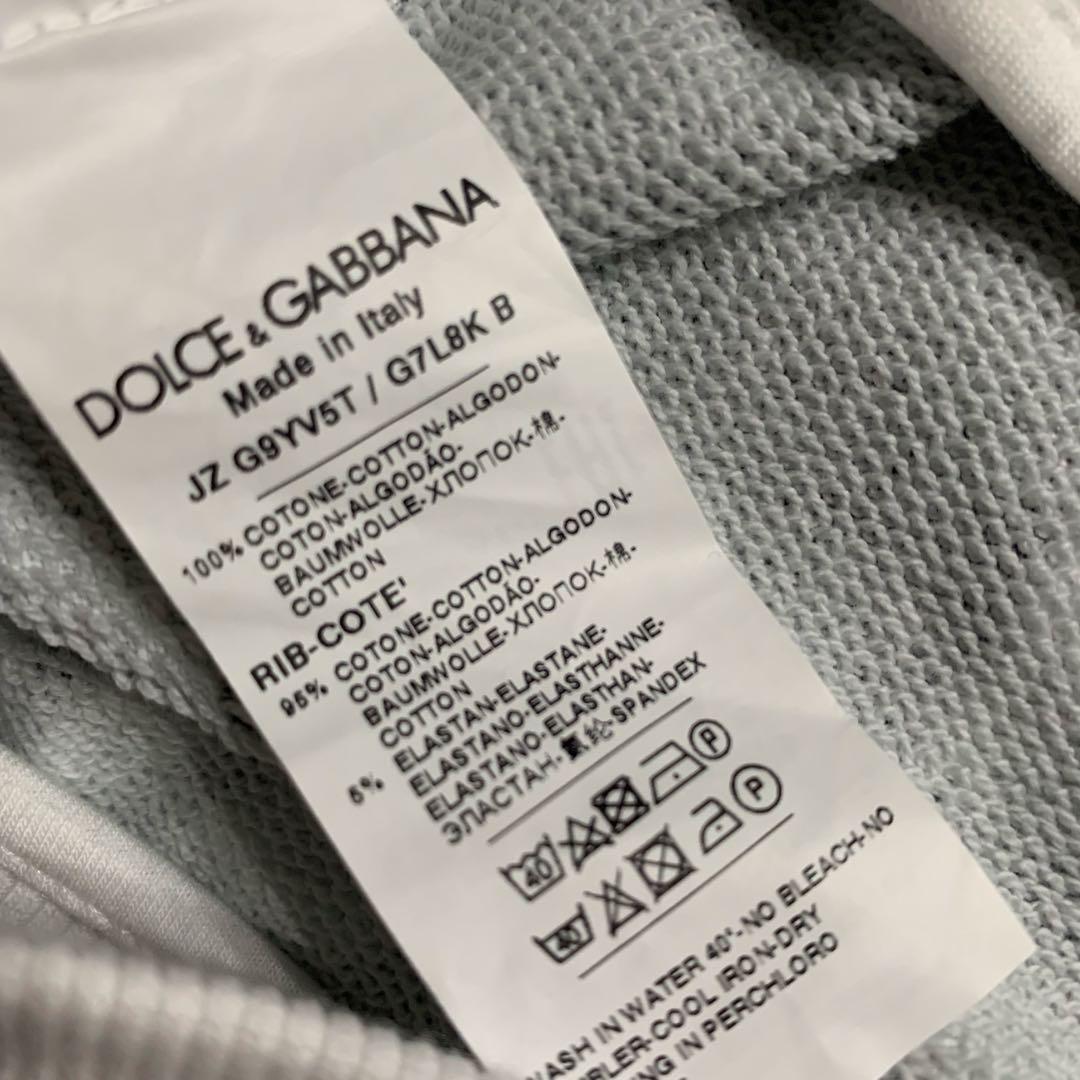 DOLCE & GABBANA
Made in Italy
JZ G9YV5T / G7L8K B
100% COTONE-COTTON-ALGODON-
COTON-ALGODÃO-
BAUMWOLLE-ХЛОПОК-棉-
COTTON
RIB-COTE'
95% COTONE-COTTON-ALGODON-
COTON-ALGODÃO-
BAUMWOLLE-ХЛОПОК-棉-
COTTON
5% ELASTAN-ELASTANE-
ELASTANO-ELASTHANNE-
ELASTANO-ELASTHAN-
ЭЛАСТАН-氨纶-SPANDEX
40 P
40 P
WASH IN WATER 40°-NO BLEACH-NO
COOL IRON-DRY
IN PERCHLORO